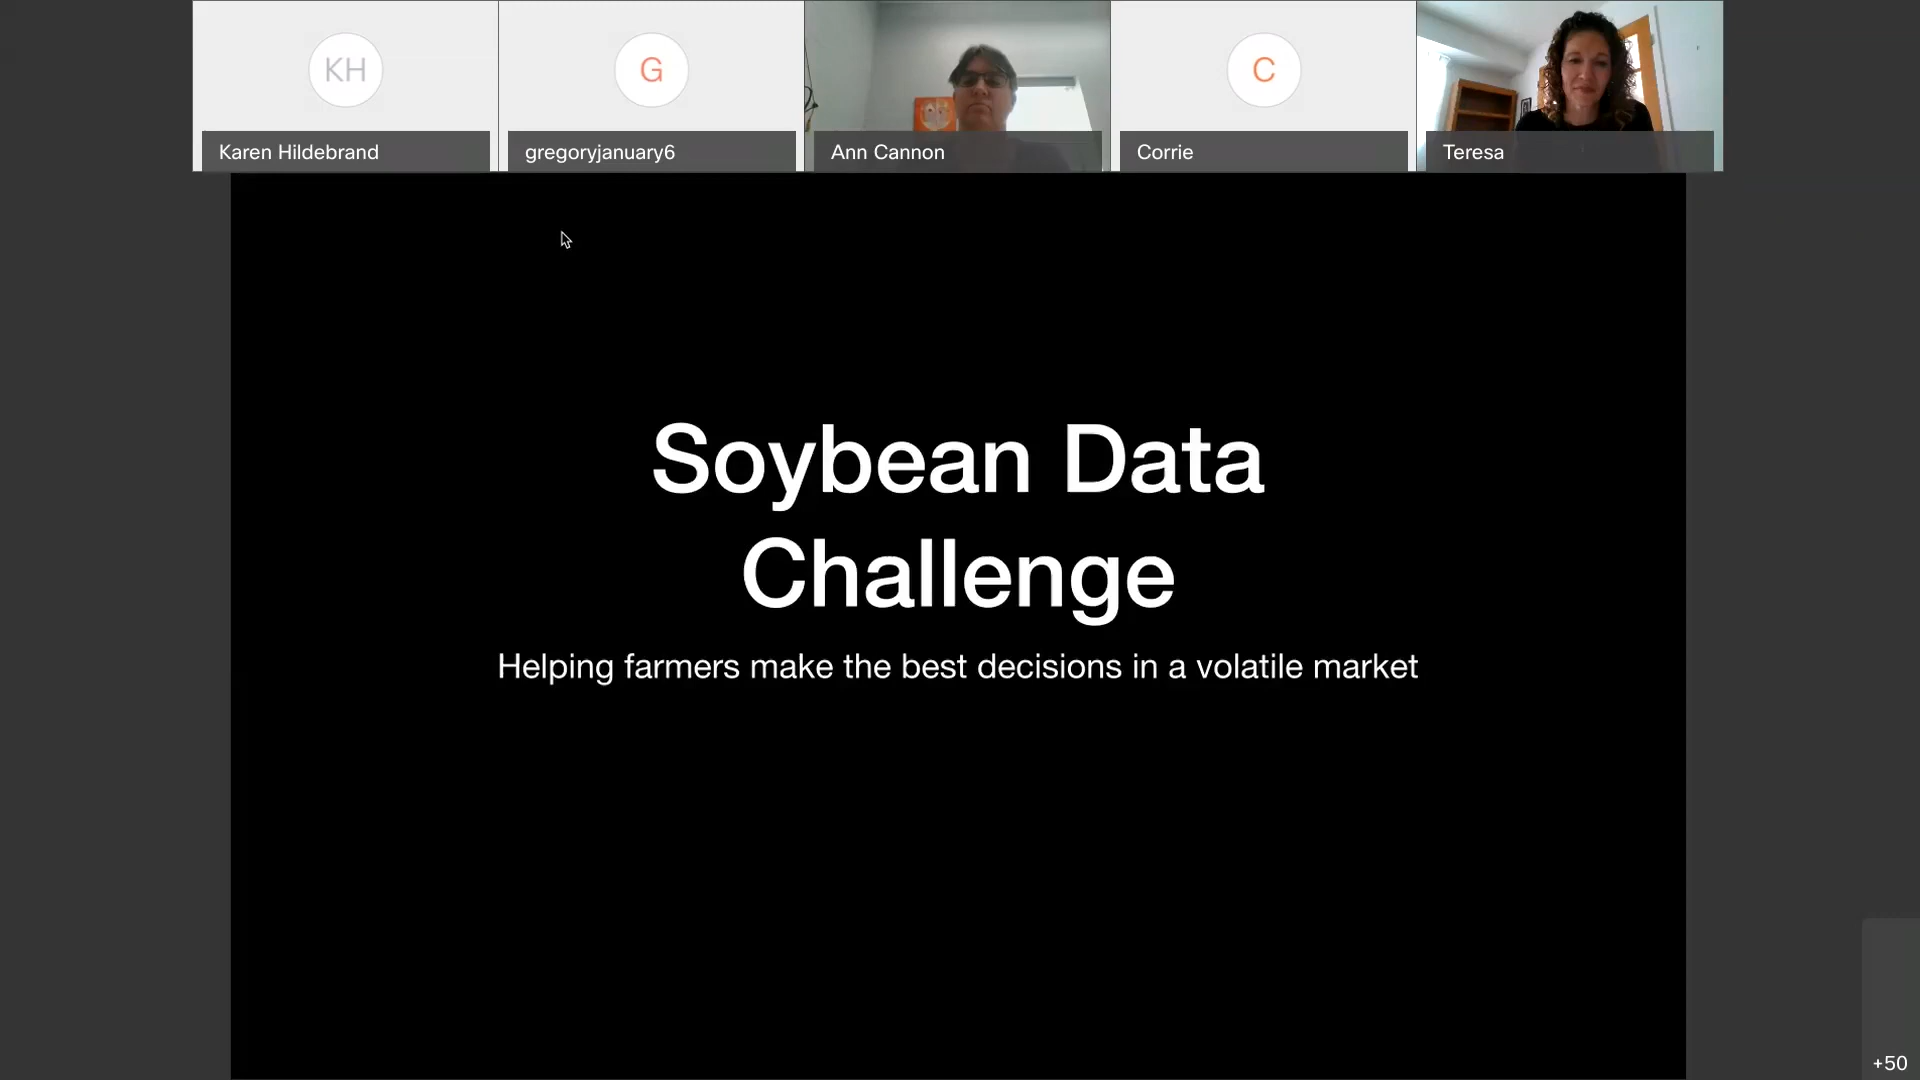 KH
G
C
Karen Hildebrand
gregoryjanuary6
Ann Cannon
Corrie
Teresa
Soybean Data
Challenge
Helping farmers make the best decisions in a volatile market
+50